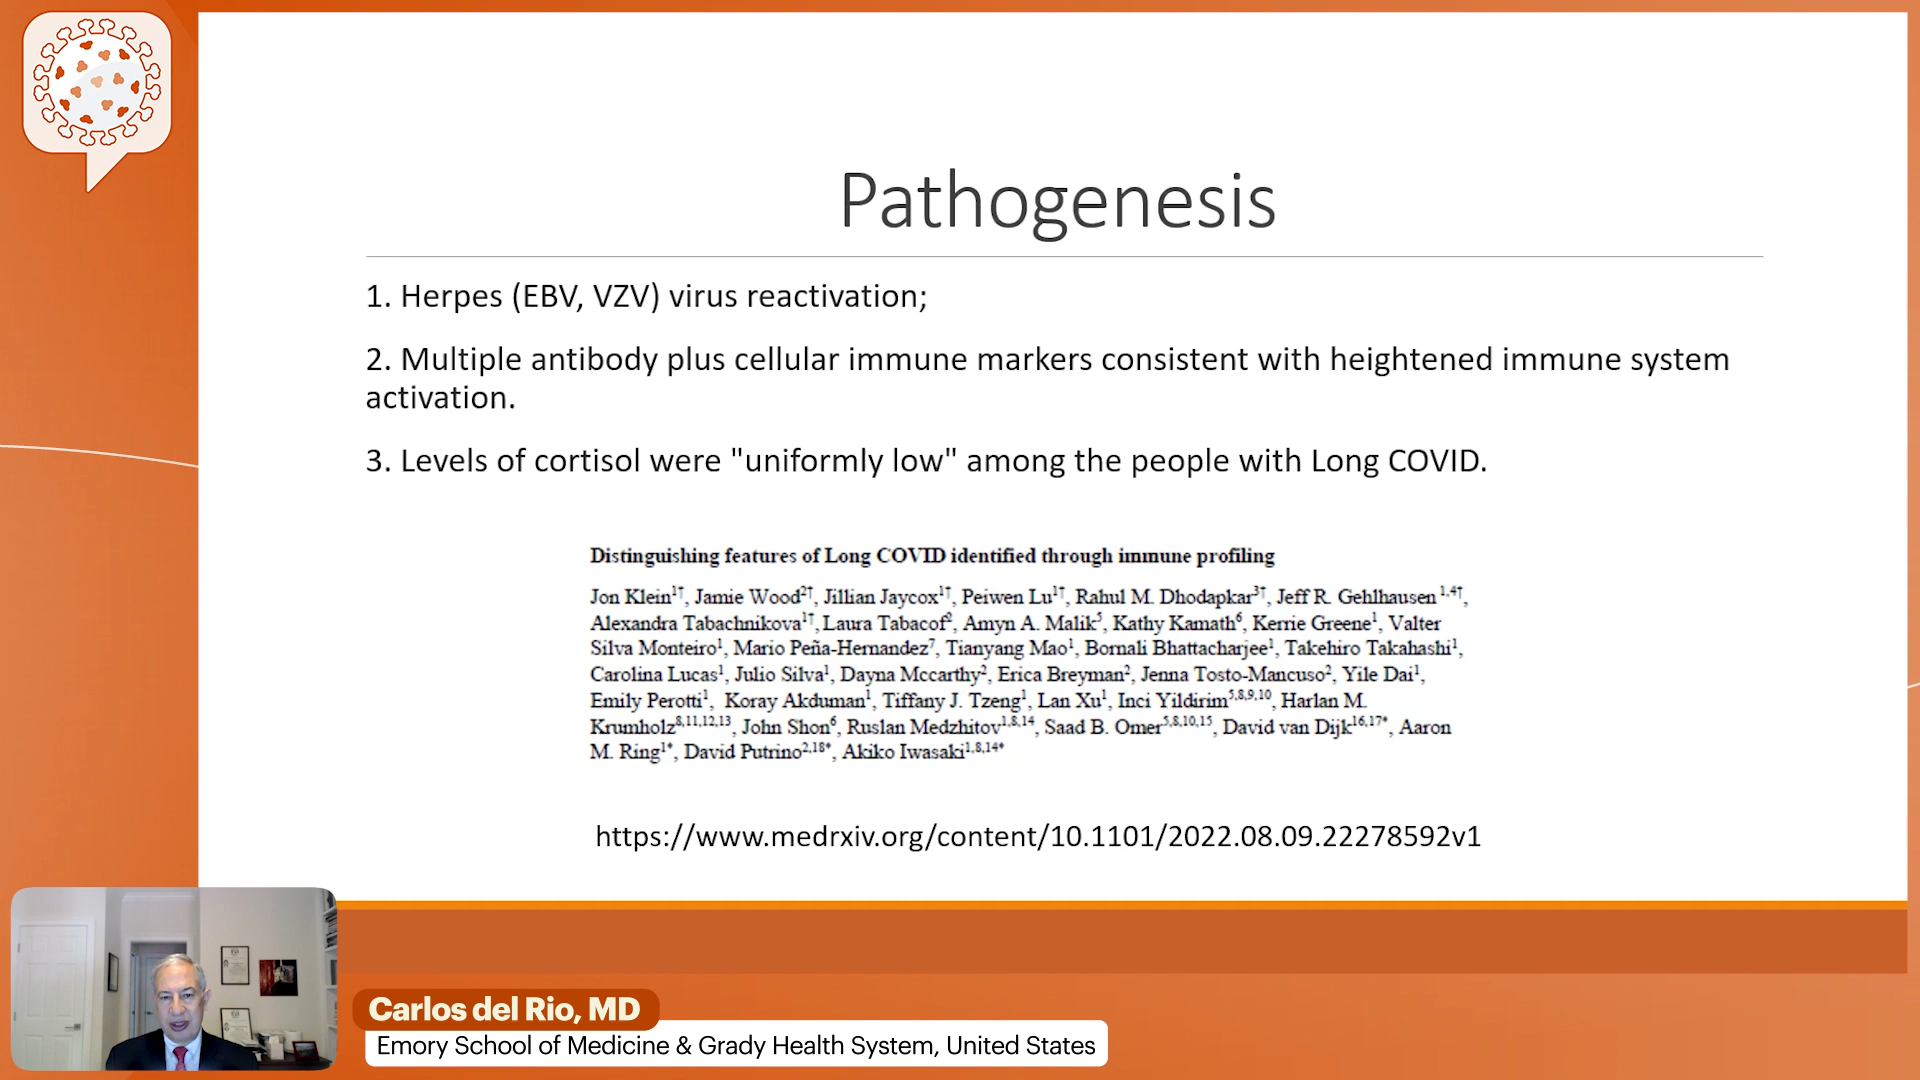 Pathogenesis
1. Herpes (EBV, VZV) virus reactivation;
2. Multiple antibody plus cellular immune markers consistent with heightened immune system
activation.
3. Levels of cortisol were "uniformly low" among the people with Long COVID.
Distinguishing features of Long COVID identified through immune profiling
Jon Klein1†, Jamie Wood2†, Jillian Jaycox1†, Peiwen Lu1†, Rahul M. Dhodapkar3†, Jeff R. Gehlhausen1,4†,
Alexandra Tabachnikova1†, Laura Tabacof2, Amyn A. Malik5, Kathy Kamath6, Kerrie Greene1, Valter
Silva Monteiro1, Mario Peña-Hernandez7, Tianyang Mao1, Bornali Bhattacharjee1, Takehiro Takahashi1,
Carolina Lucas1, Julio Silva1, Dayna Mccarthy2, Erica Breyman2, Jenna Tosto-Mancuso2, Yile Dai1,
Emily Perotti1, Koray Akduman1, Tiffany J. Tzeng1, Lan Xu1, Inci Yildirim5,8,9,10, Harlan M.
Krumholz8,11,12,13, John Shon6, Ruslan Medzhitov1,8,14, Saad B. Omer5,8,10,15, David van Dijk16,17*, Aaron
M. Ring1*, David Putrino2,18*, Akiko Iwasaki1,8,14*
https://www.medrxiv.org/content/10.1101/2022.08.09.22278592v1
Carlos del Rio, MD
Emory School of Medicine & Grady Health System, United States